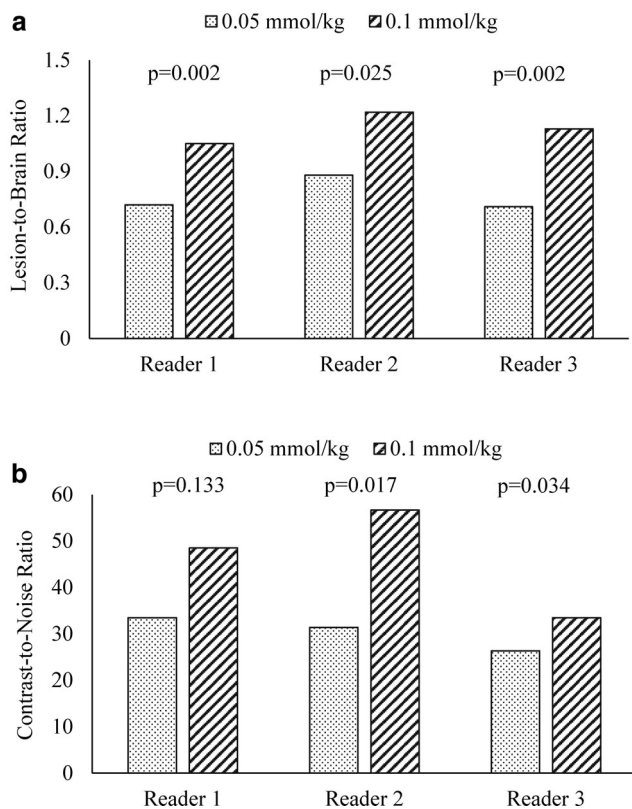 a
0.05 mmol/kg 0.1 mmol/kg
p=0.002 p=0.025 p=0.002
Lesion-to-Brain Ratio
1.5
1.2
0.9
0.6
0.3
0
Reader 1 Reader 2 Reader 3
b
0.05 mmol/kg 0.1 mmol/kg
p=0.133 p=0.017 p=0.034
Contrast-to-Noise Ratio
60
50
40
30
20
10
0
Reader 1 Reader 2 Reader 3